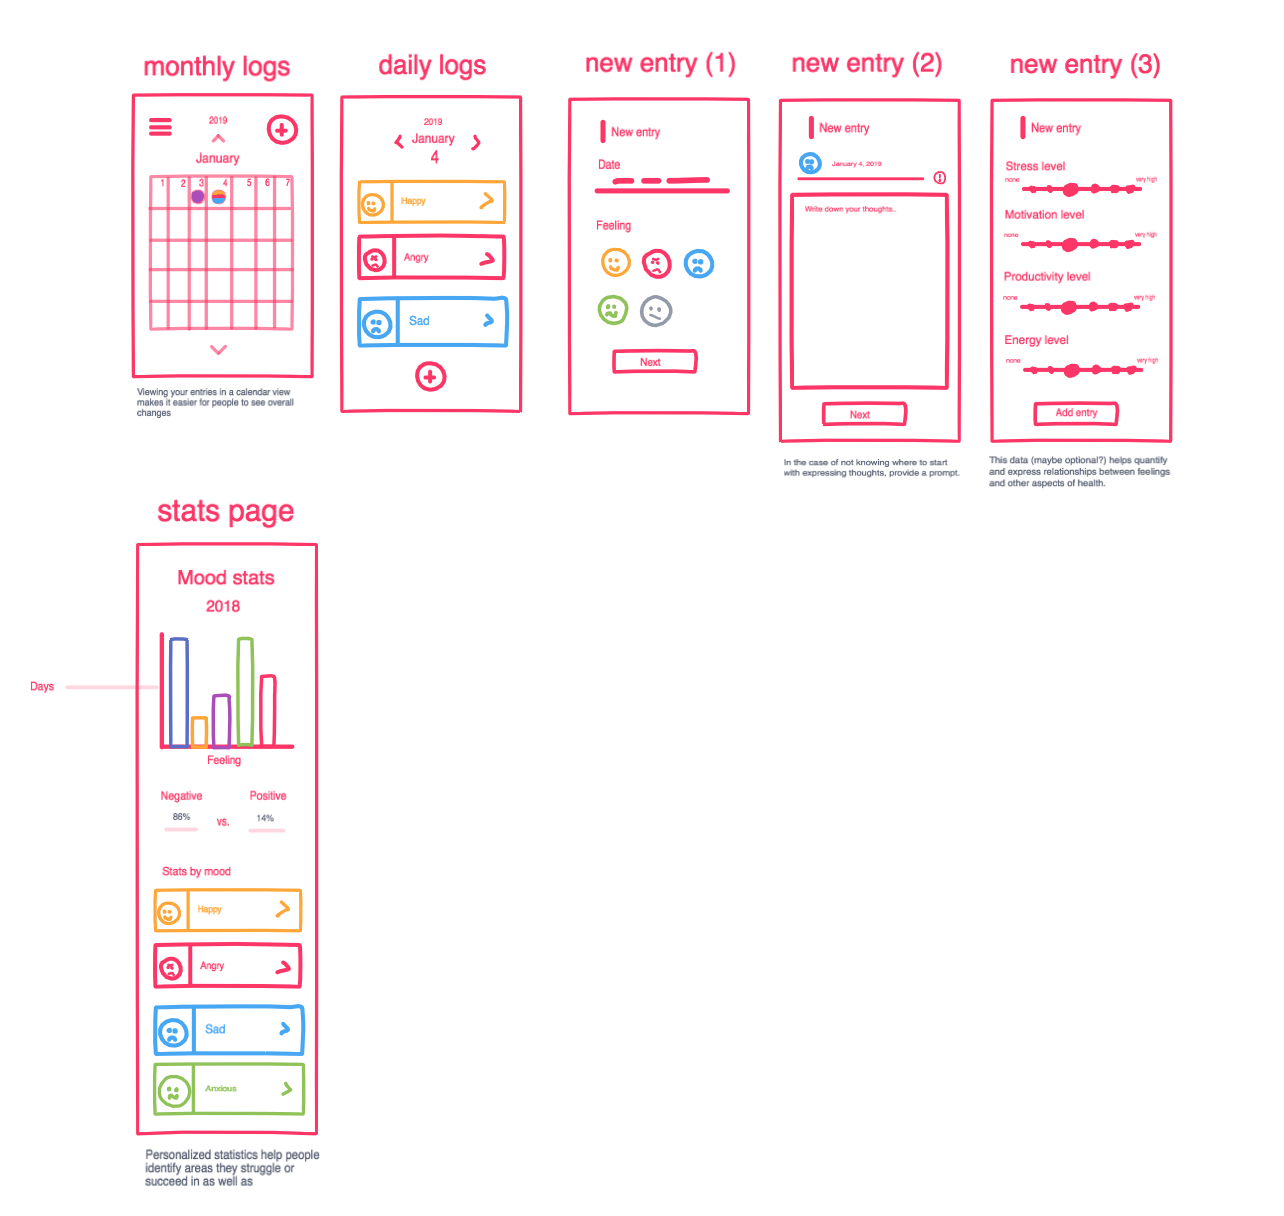 monthly logs
2019
January
1 2 3 4 5 6 7
Viewing your entries in a calendar view
makes it easier for people to see overall
changes
daily logs
2019
January
4
Happy
Angry
Sad
new entry (1)
New entry
Date
Feeling
Next
new entry (2)
New entry
January 4, 2019
Write down your thoughts..
Next
In the case of not knowing where to start
with expressing thoughts, provide a prompt.
new entry (3)
New entry
Stress level
none very high
Motivation level
none very high
Productivity level
none very high
Energy level
none very high
Add entry
This data (maybe optional?) helps quantify
and express relationships between feelings
and other aspects of health.
stats page
Mood stats
2018
Days
Feeling
Negative Positive
86% vs. 14%
Stats by mood
Happy
Angry
Sad
Anxious
Personalized statistics help people
identify areas they struggle or
succeed in as well as